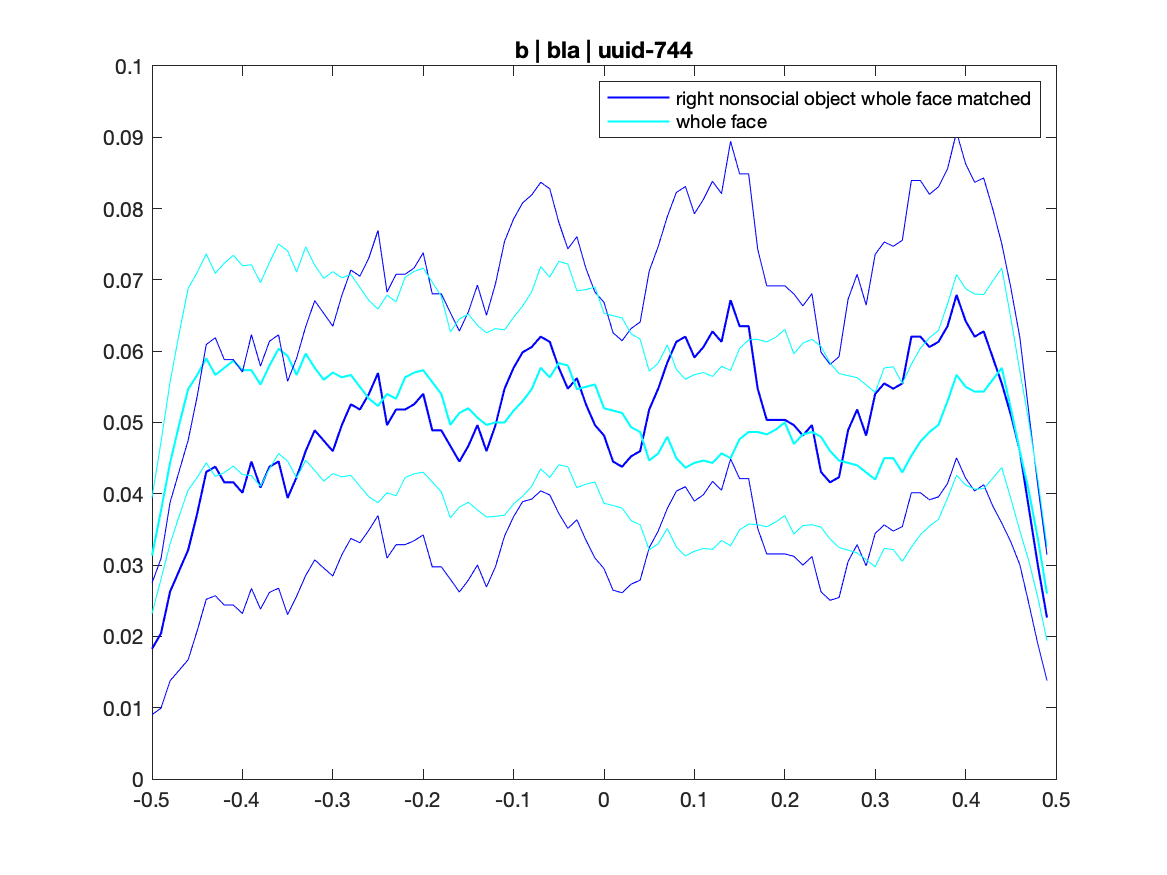 b | bla | uuid-744
right nonsocial object whole face matched
whole face
0.1
0.09
0.08
0.07
0.06
0.05
0.04
0.03
0.02
0.01
0
-0.5 -0.4 -0.3 -0.2 -0.1 0 0.1 0.2 0.3 0.4 0.5